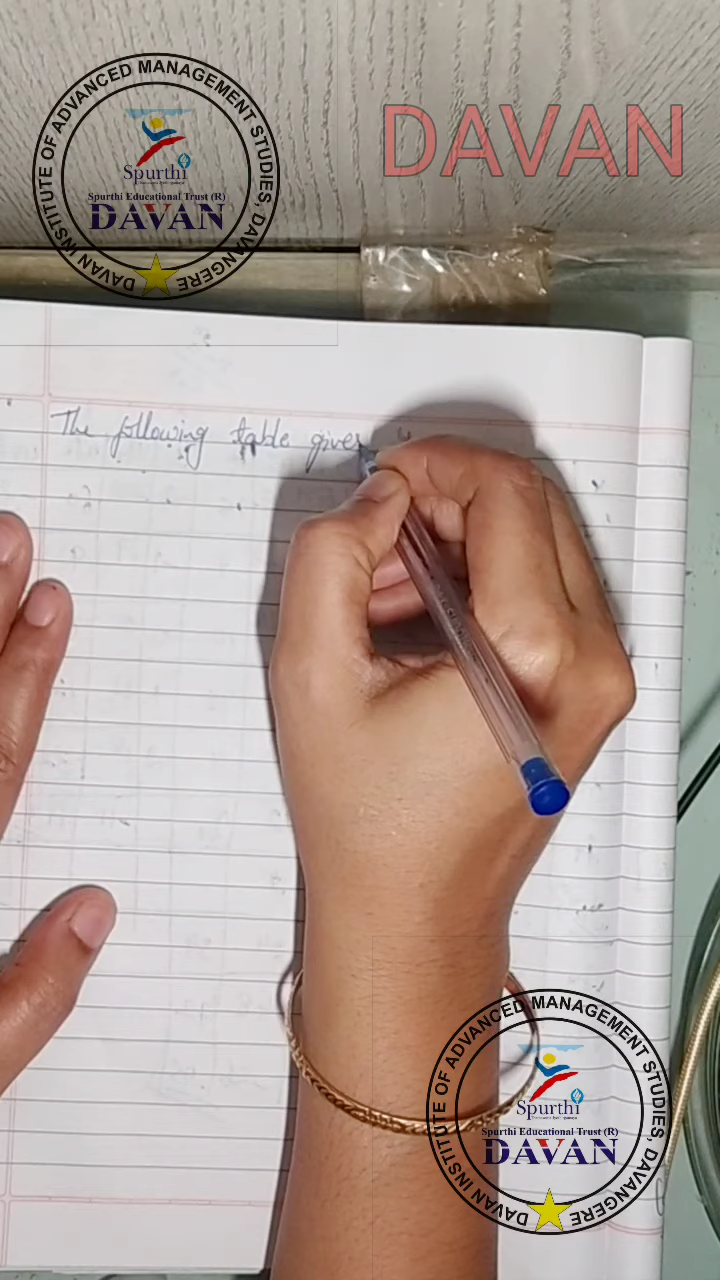 DAVAN INSTITUTE OF ADVANCED MANAGEMENT STUDIES, DAVANGERE
Spurthi
Spurthi Educational Trust (R)
DAVAN
DAVAN
The following table gives
DAVAN INSTITUTE OF ADVANCED MANAGEMENT STUDIES, DAVANGERE
Spurthi
Spurthi Educational Trust (R)
DAVAN